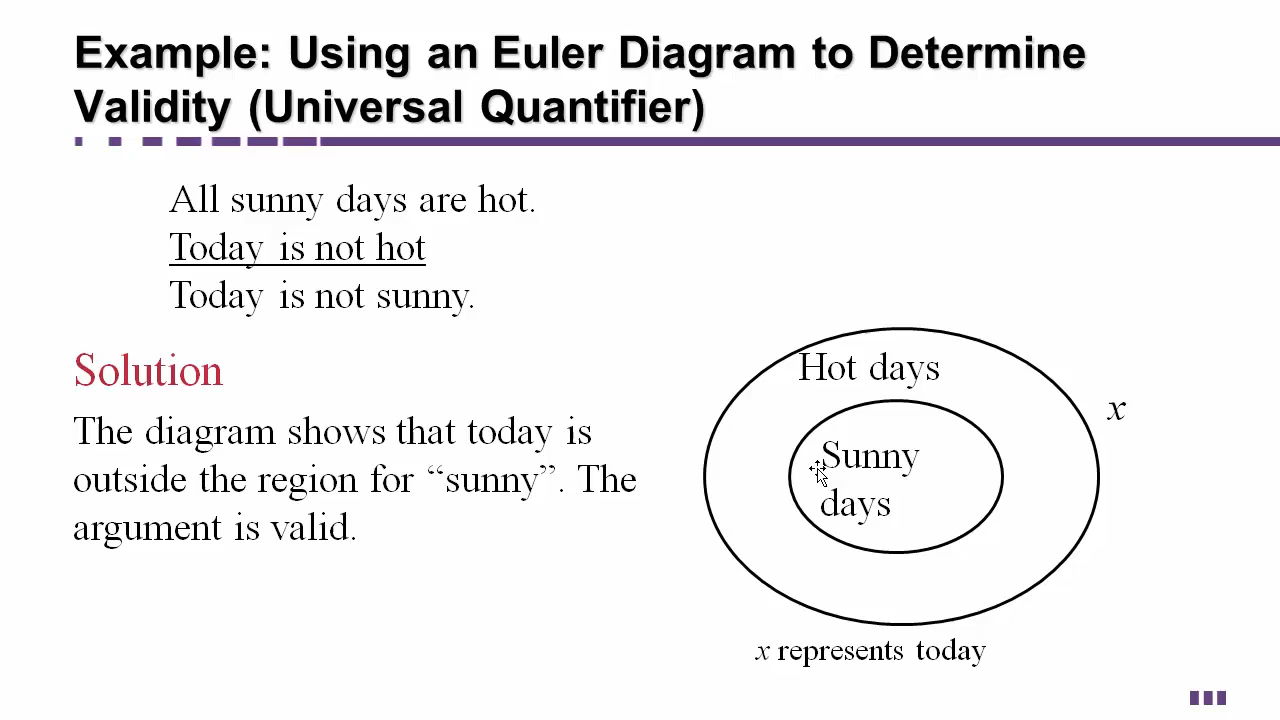 Example: Using an Euler Diagram to Determine
Validity (Universal Quantifier)
All sunny days are hot.
Today is not hot
Today is not sunny.
Solution
The diagram shows that today is
outside the region for “sunny”. The
argument is valid.
Hot days
x
Sunny
days
x represents today